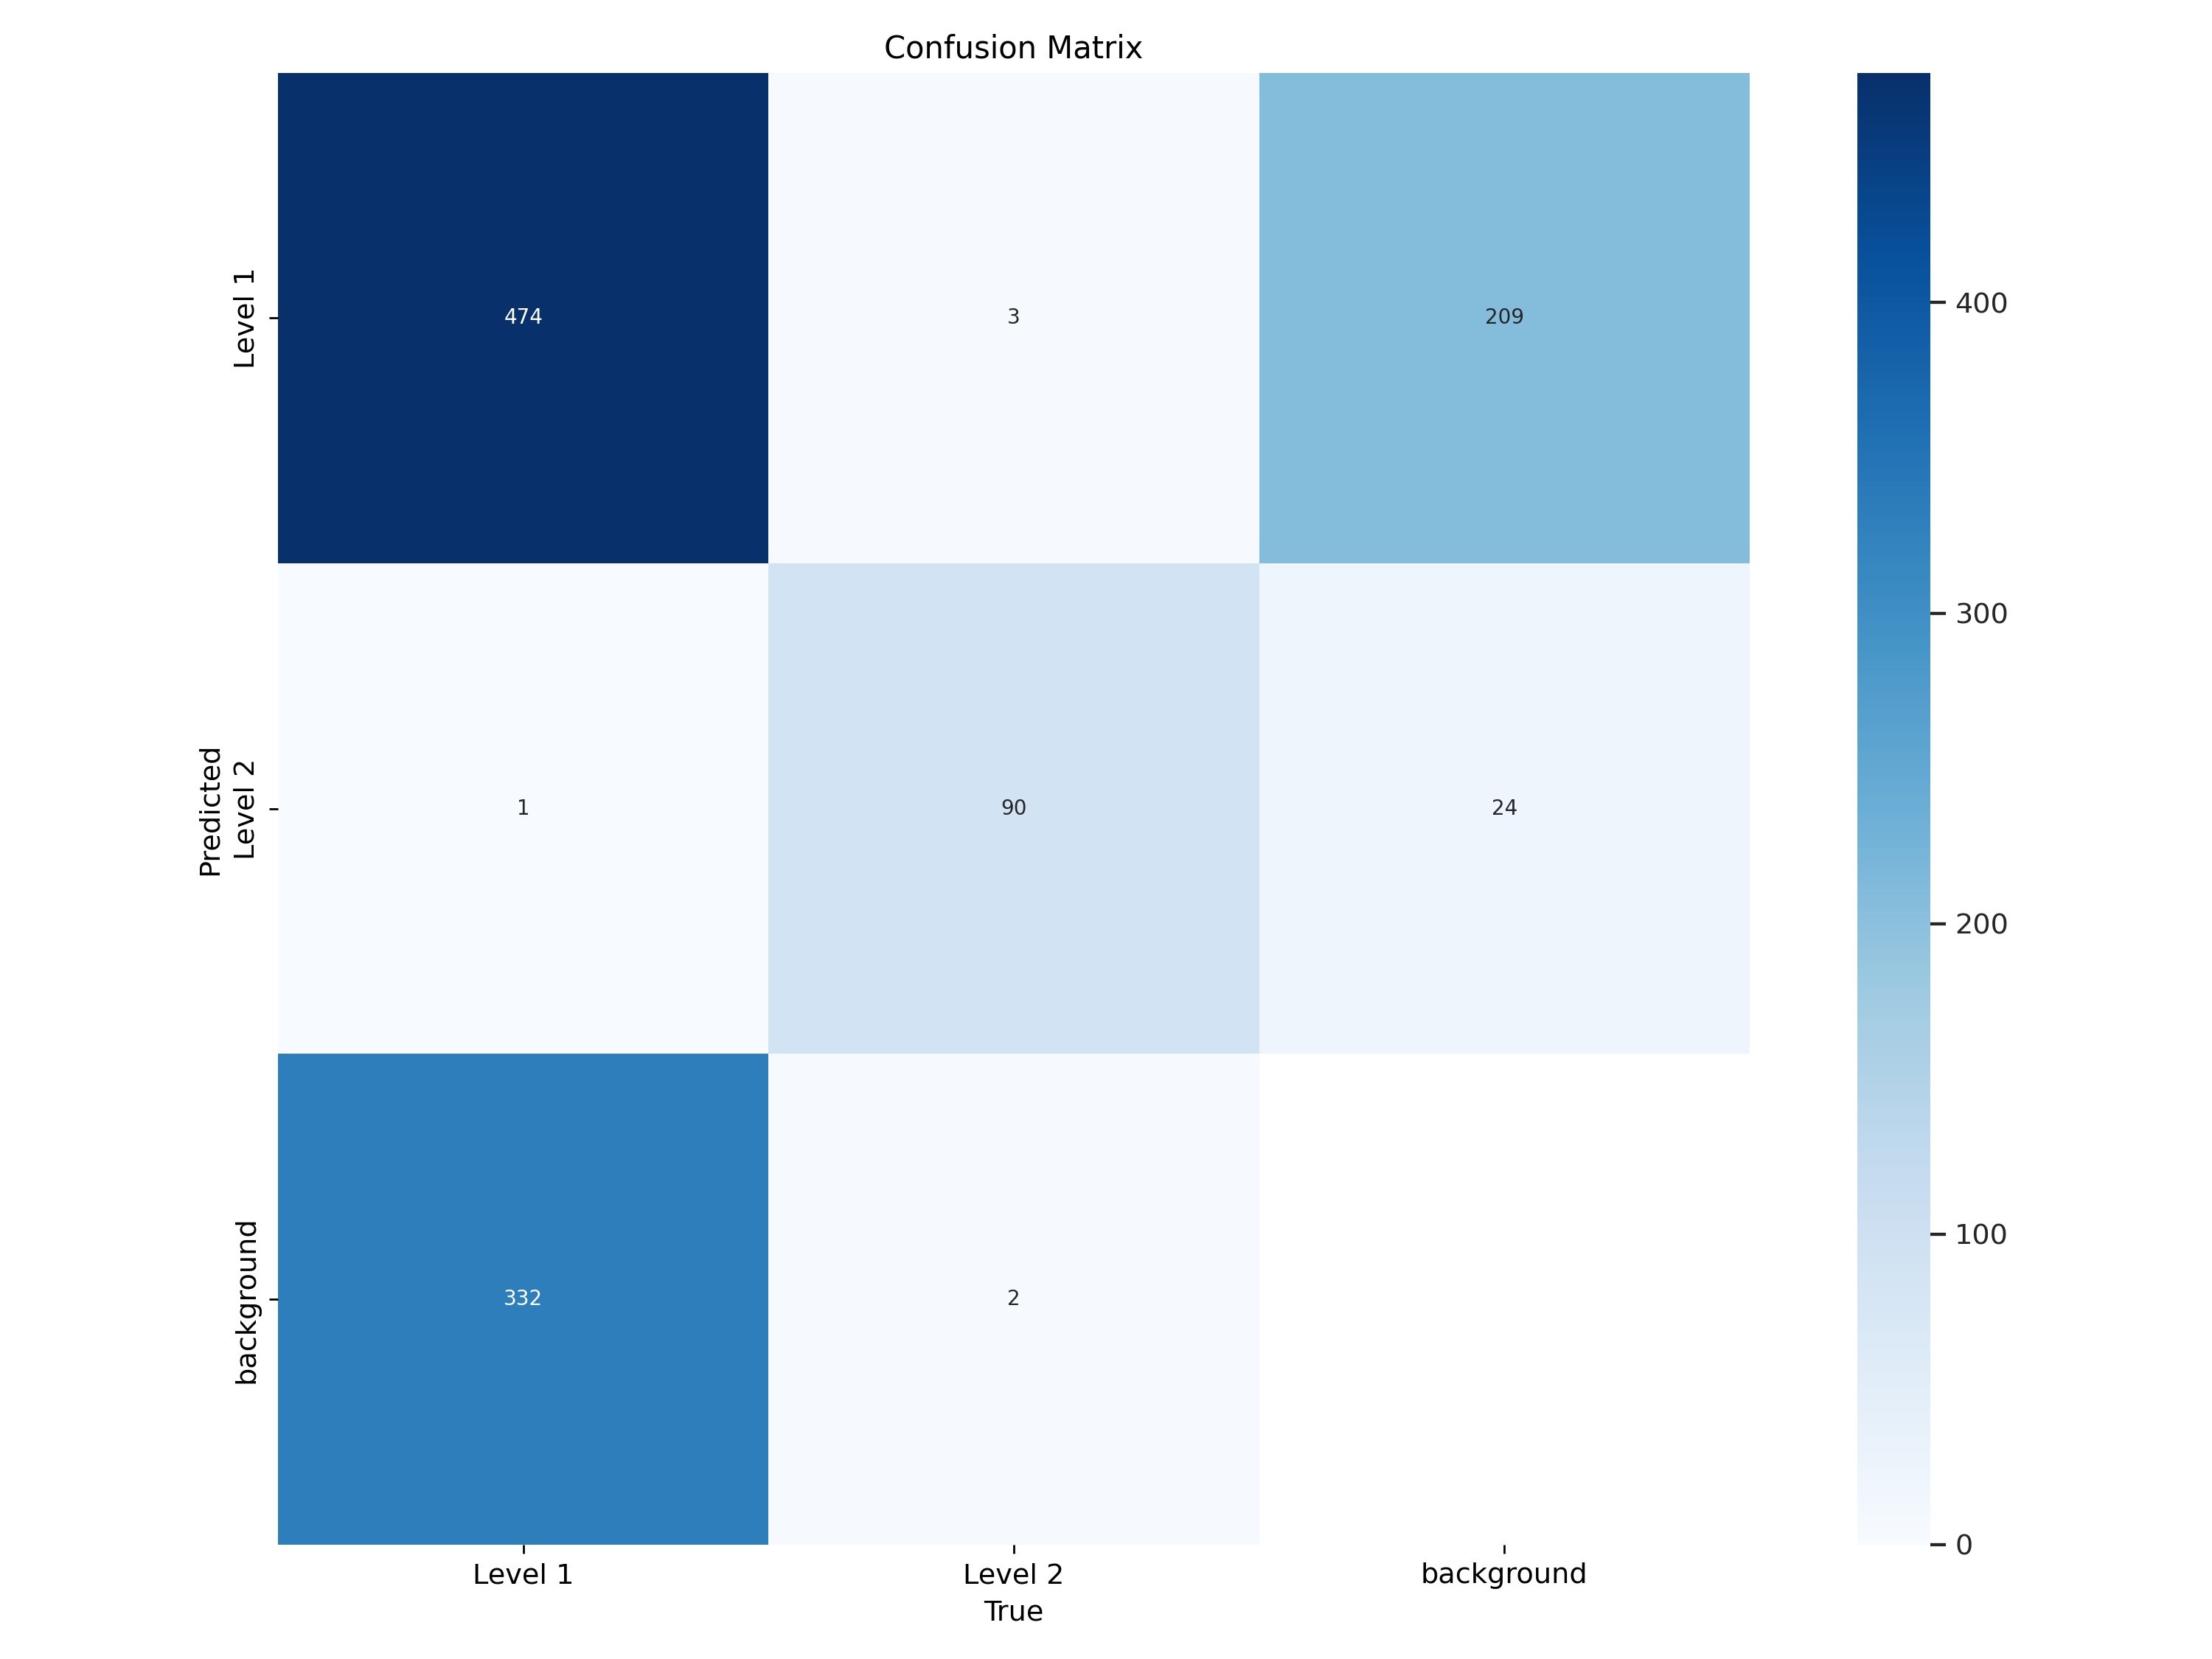 Confusion Matrix
Level 1
474
3
209
400
300
Predicted
Level 2
1
90
24
200
100
background
332
2
0
Level 1
Level 2
background
True